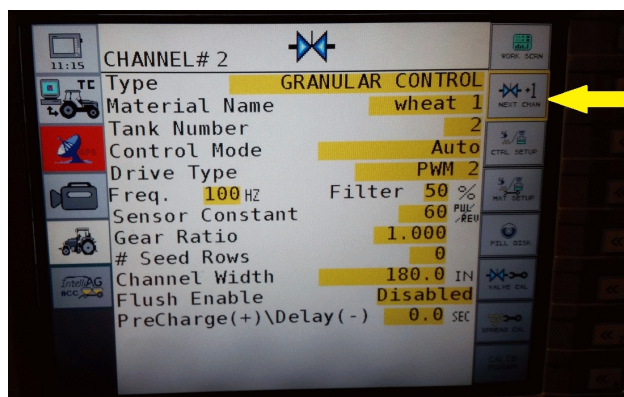 11:15
CHANNEL# 2
WORK SCRN
TC
Type GRANULAR CONTROL
+1
NEXT CHAN
Material Name wheat 1
Tank Number 2
Control Mode Auto
CTRL SETUP
Drive Type PWM 2
Freq. 100 HZ Filter 50 %
MAT SETUP
Sensor Constant 60 PUL/REV
Gear Ratio 1.000
FILL DISK
# Seed Rows 0
Channel Width 180.0 IN
IntelliAG
ACC
VALVE CAL
Flush Enable Disabled
PreCharge(+)\Delay(-) 0.0 SEC
SPREAD CAL